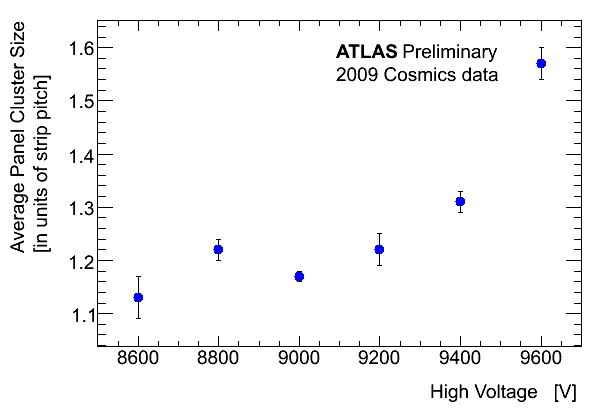 Average Panel Cluster Size
[in units of strip pitch]
1.6
1.5
1.4
1.3
1.2
1.1
ATLAS Preliminary
2009 Cosmics data
8600 8800 9000 9200 9400 9600
High Voltage [V]